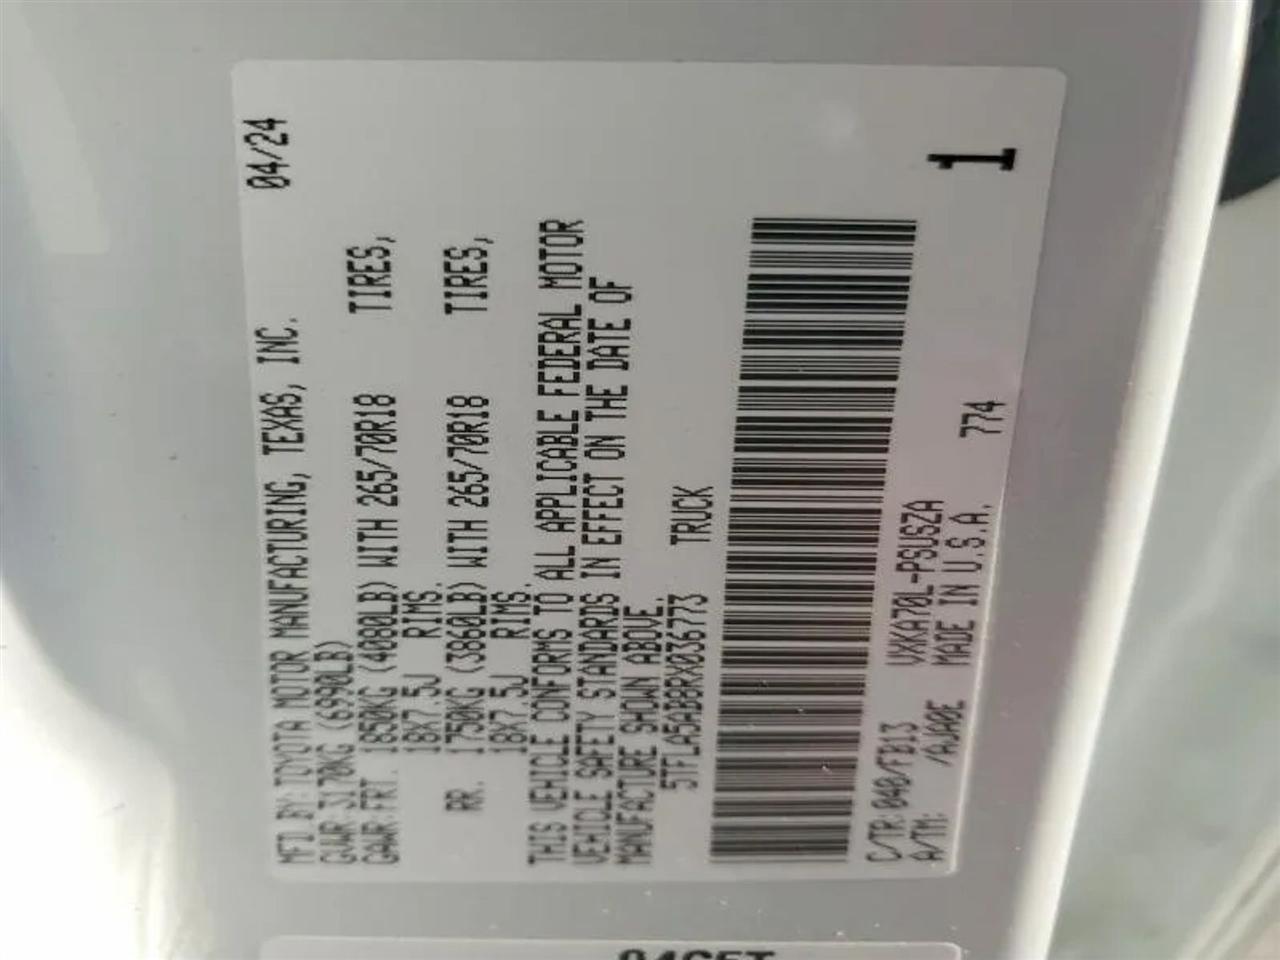 MFD.BY:TOYOTA MOTOR MANUFACTURING, TEXAS, INC. 04/24
GVWR:3170KG (6990LB)
GAWR:FRT. 1850KG (4080LB) WITH 265/70R18 TIRES,
18X7.5J RIMS.
RR. 1750KG (3860LB) WITH 265/70R18 TIRES,
18X7.5J RIMS.
THIS VEHICLE CONFORMS TO ALL APPLICABLE FEDERAL MOTOR
VEHICLE SAFETY STANDARDS IN EFFECT ON THE DATE OF
MANUFACTURE SHOWN ABOVE.
5TFLA5ABBRX036773 TRUCK
C/TR:040/FB13 VXKA70L-PSUSZA
A/TM: /AJA0E MADE IN U.S.A. 774
1